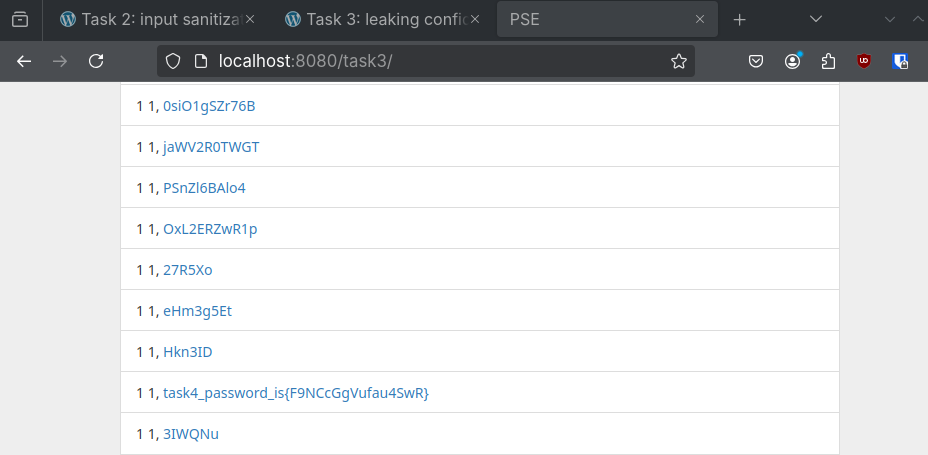 Task 2: input sanitiza
Task 3: leaking confic
PSE
localhost:8080/task3/
1 1, 0siO1gSZr76B
1 1, jaWV2R0TWGT
1 1, PSnZl6BAlo4
1 1, OxL2ERZwR1p
1 1, 27R5Xo
1 1, eHm3g5Et
1 1, Hkn3ID
1 1, task4_password_is{F9NCcGgVufau4SwR}
1 1, 3IWQNu